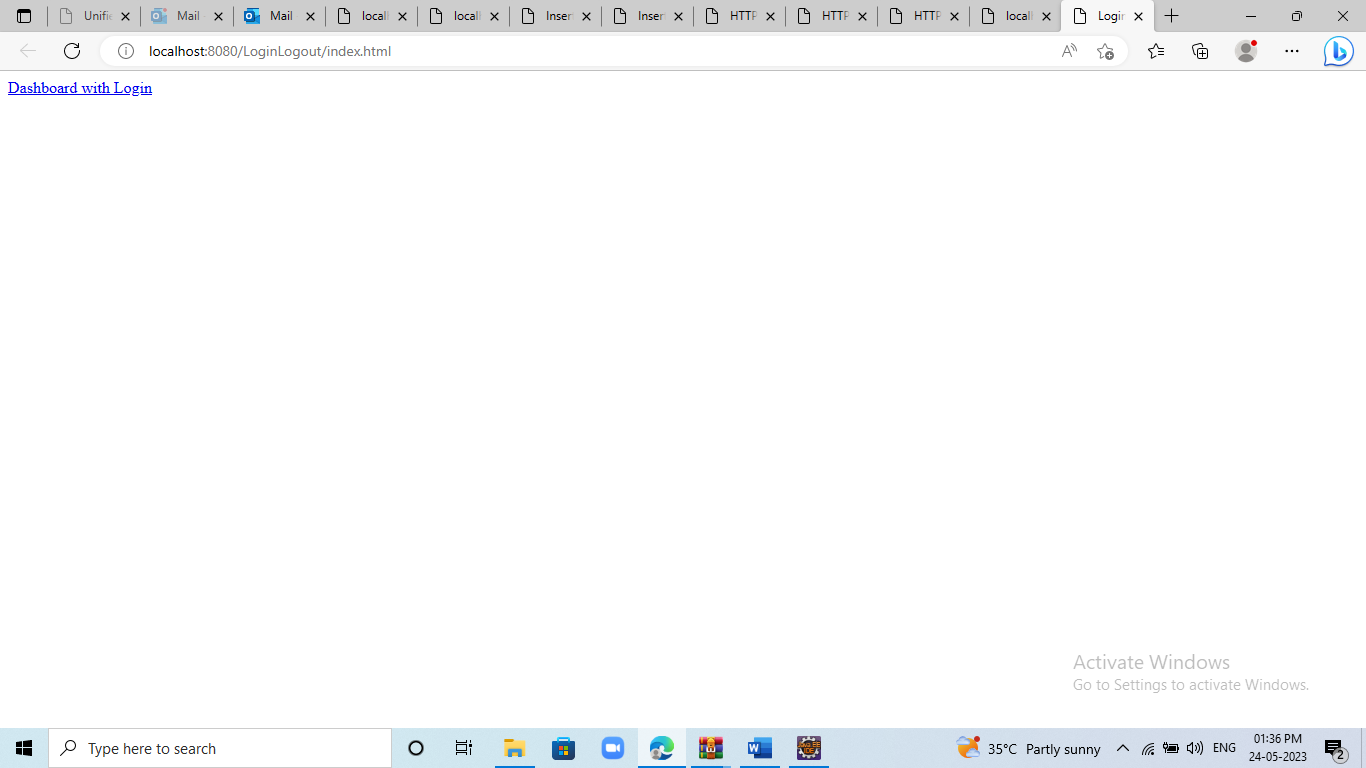 Unifie
Mail
Mail
locall
locall
Inser
Inser
HTTP
HTTP
HTTP
locall
Login
localhost:8080/LoginLogout/index.html
Dashboard with Login
Activate Windows
Go to Settings to activate Windows.
Type here to search
35°C Partly sunny
ENG
01:36 PM
24-05-2023
2